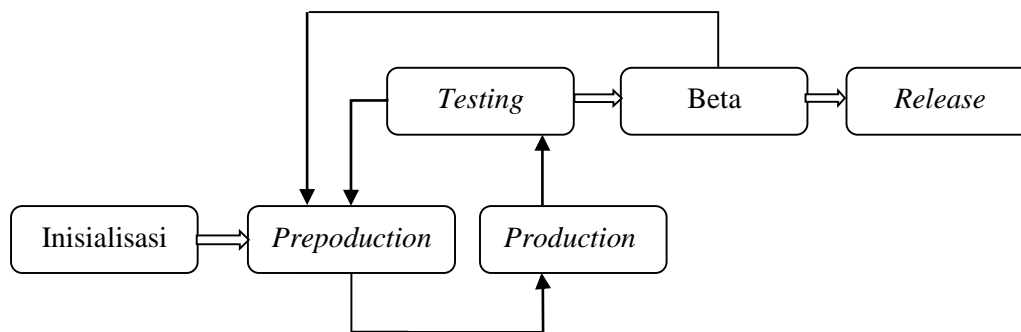 Testing
Beta
Release
Inisialisasi
Prepoduction
Production